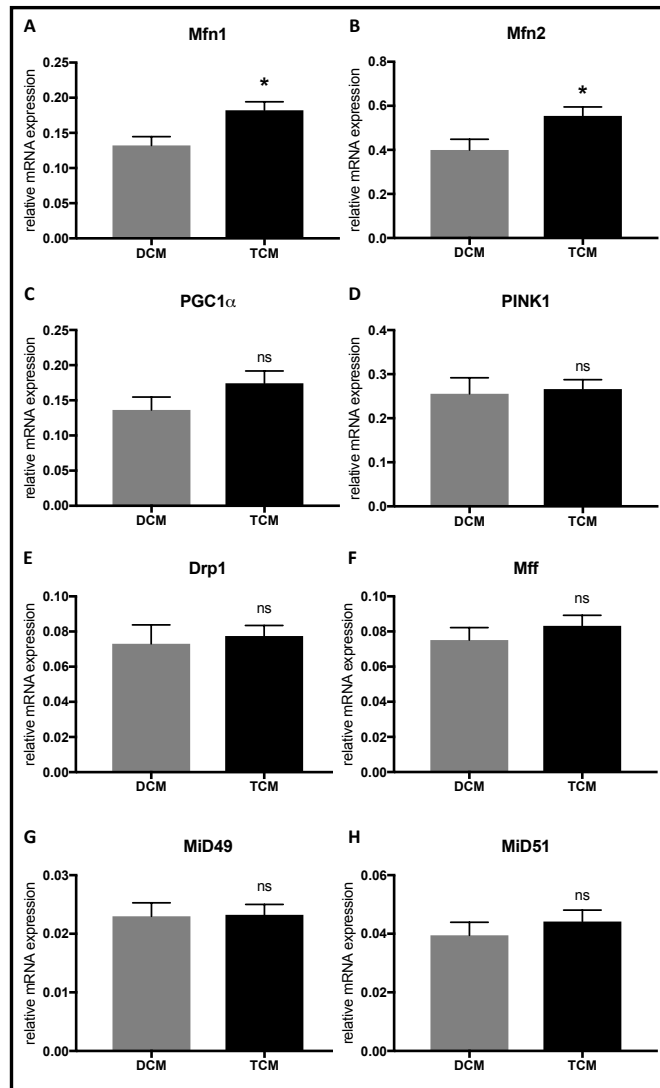 A
Mfn1
relative mRNA expression
0.25
0.20
0.15
0.10
0.05
0.00
*
DCM
TCM
B
Mfn2
relative mRNA expression
0.8
0.6
0.4
0.2
0.0
*
DCM
TCM
C
PGC1α
relative mRNA expression
0.25
0.20
0.15
0.10
0.05
0.00
ns
DCM
TCM
D
PINK1
relative mRNA expression
0.4
0.3
0.2
0.1
0.0
ns
DCM
TCM
E
Drp1
relative mRNA expression
0.10
0.08
0.06
0.04
0.02
0.00
ns
DCM
TCM
F
Mff
relative mRNA expression
0.10
0.08
0.06
0.04
0.02
0.00
ns
DCM
TCM
G
MiD49
relative mRNA expression
0.03
0.02
0.01
0.00
ns
DCM
TCM
H
MiD51
relative mRNA expression
0.06
0.04
0.02
0.00
ns
DCM
TCM